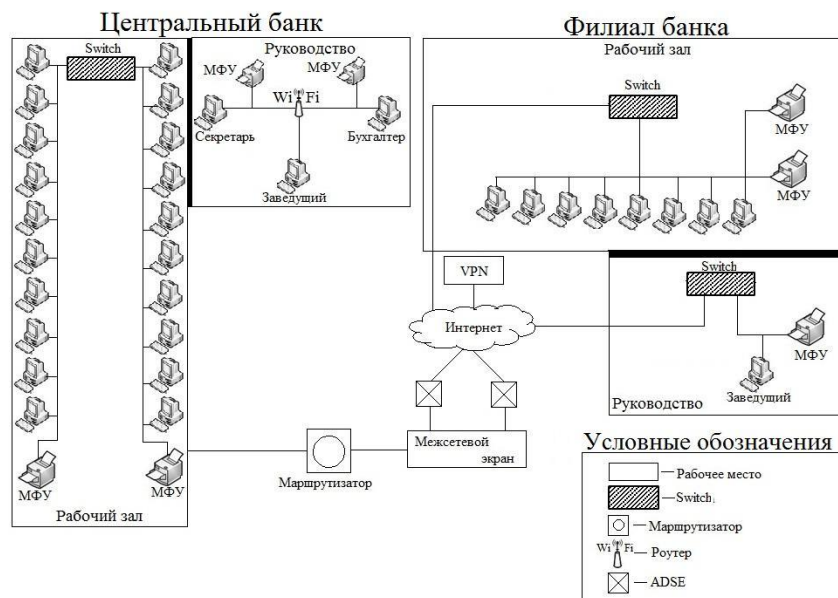 Центральный банк
Филиал банка
Switch
Руководство
МФУ
МФУ
Wi Fi
Секретарь
Бухгалтер
Заведущий
МФУ
МФУ
Рабочий зал
Рабочий зал
Switch
МФУ
МФУ
VPN
Интернет
Switch
МФУ
Заведущий
Руководство
Маршрутизатор
Межсетевой
экран
Условные обозначения
Рабочее место
Switch
Маршрутизатор
Wi Fi
Роутер
ADSE